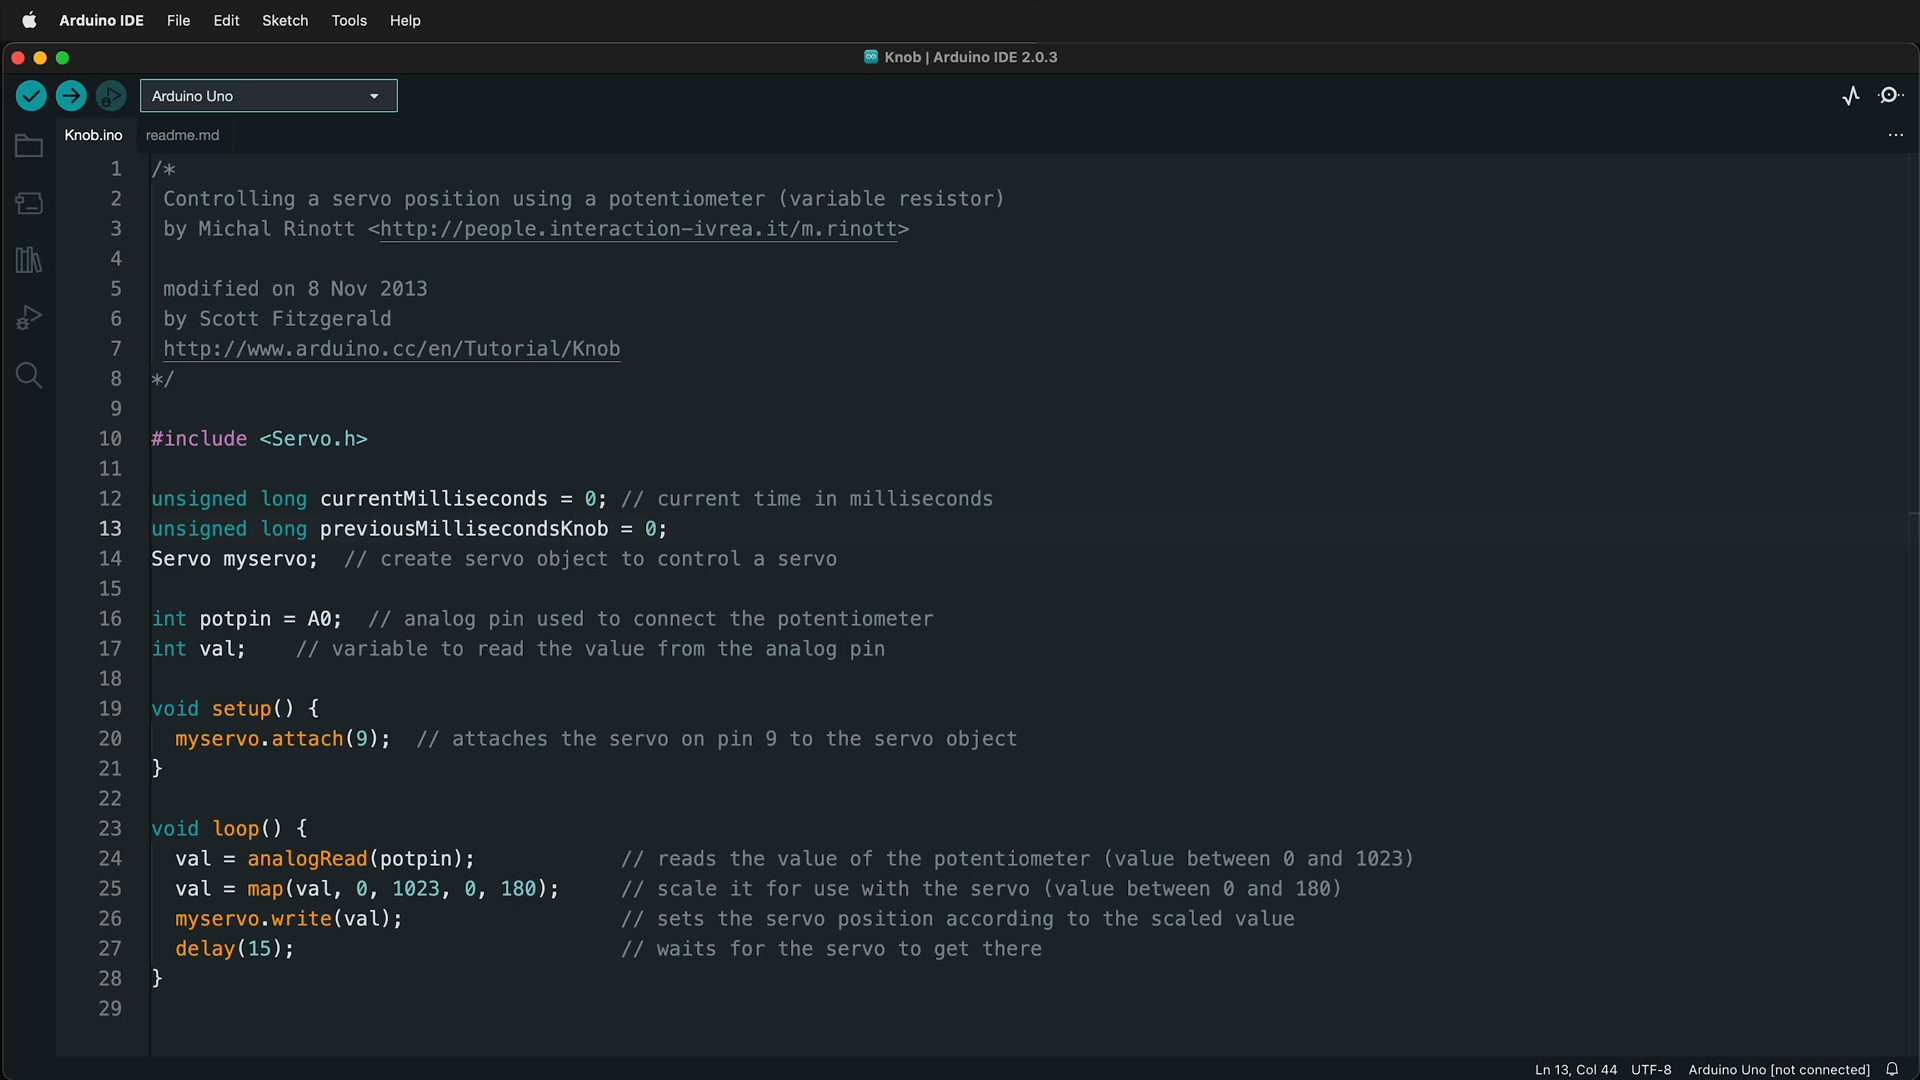 Arduino IDE File Edit Sketch Tools Help
Knob | Arduino IDE 2.0.3
Arduino Uno
Knob.ino readme.md
1 /*
2 Controlling a servo position using a potentiometer (variable resistor)
3 by Michal Rinott <http://people.interaction-ivrea.it/m.rinott>
4
5 modified on 8 Nov 2013
6 by Scott Fitzgerald
7 http://www.arduino.cc/en/Tutorial/Knob
8 */
9
10 #include <Servo.h>
11
12 unsigned long currentMilliseconds = 0; // current time in milliseconds
13 unsigned long previousMillisecondsKnob = 0;
14 Servo myservo;  // create servo object to control a servo
15
16 int potpin = A0;  // analog pin used to connect the potentiometer
17 int val;    // variable to read the value from the analog pin
18
19 void setup() {
20   myservo.attach(9);  // attaches the servo on pin 9 to the servo object
21 }
22
23 void loop() {
24   val = analogRead(potpin);            // reads the value of the potentiometer (value between 0 and 1023)
25   val = map(val, 0, 1023, 0, 180);     // scale it for use with the servo (value between 0 and 180)
26   myservo.write(val);                  // sets the servo position according to the scaled value
27   delay(15);                           // waits for the servo to get there
28 }
29
Ln 13, Col 44 UTF-8 Arduino Uno [not connected]